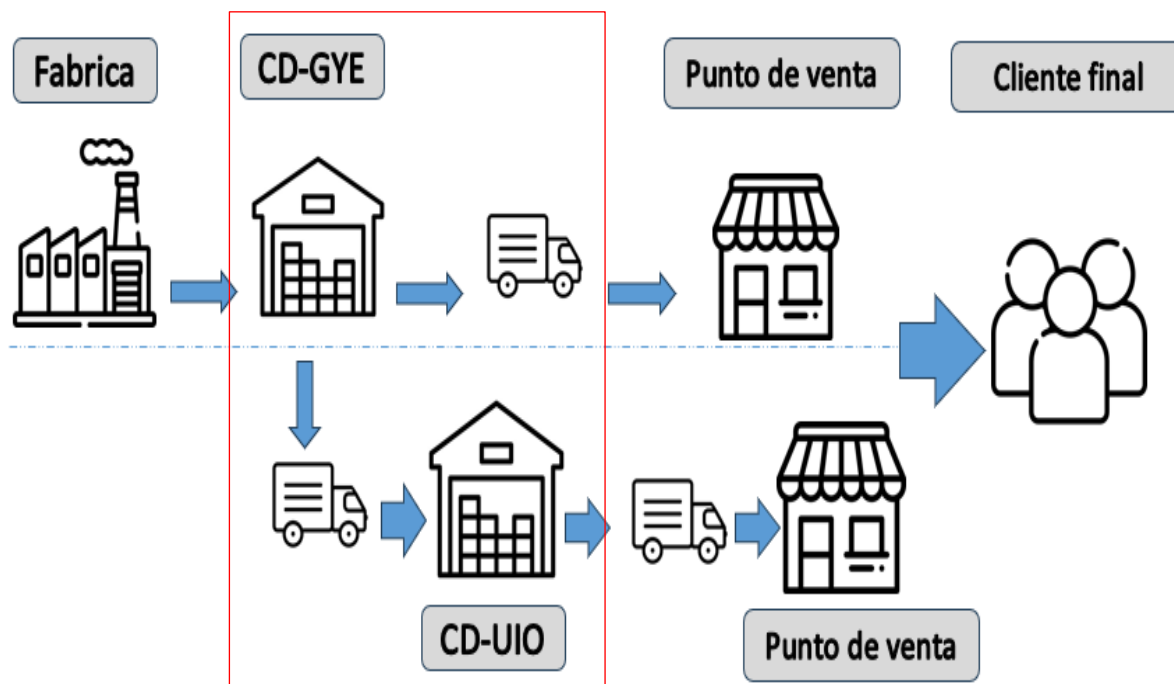 Fabrica
CD-GYE
Punto de venta
Cliente final
CD-UIO
Punto de venta